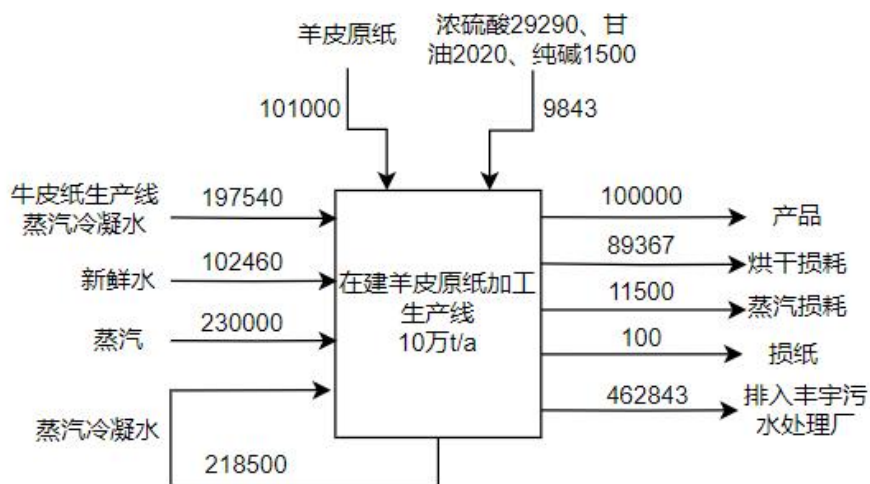 羊皮原纸
浓硫酸29290、甘
油2020、纯碱1500
101000
9843
牛皮纸生产线
蒸汽冷凝水
197540
新鲜水
102460
蒸汽
230000
蒸汽冷凝水
218500
在建羊皮原纸加工
生产线
10万t/a
100000
产品
89367
烘干损耗
11500
蒸汽损耗
100
损纸
462843
排入丰宇污
水处理厂